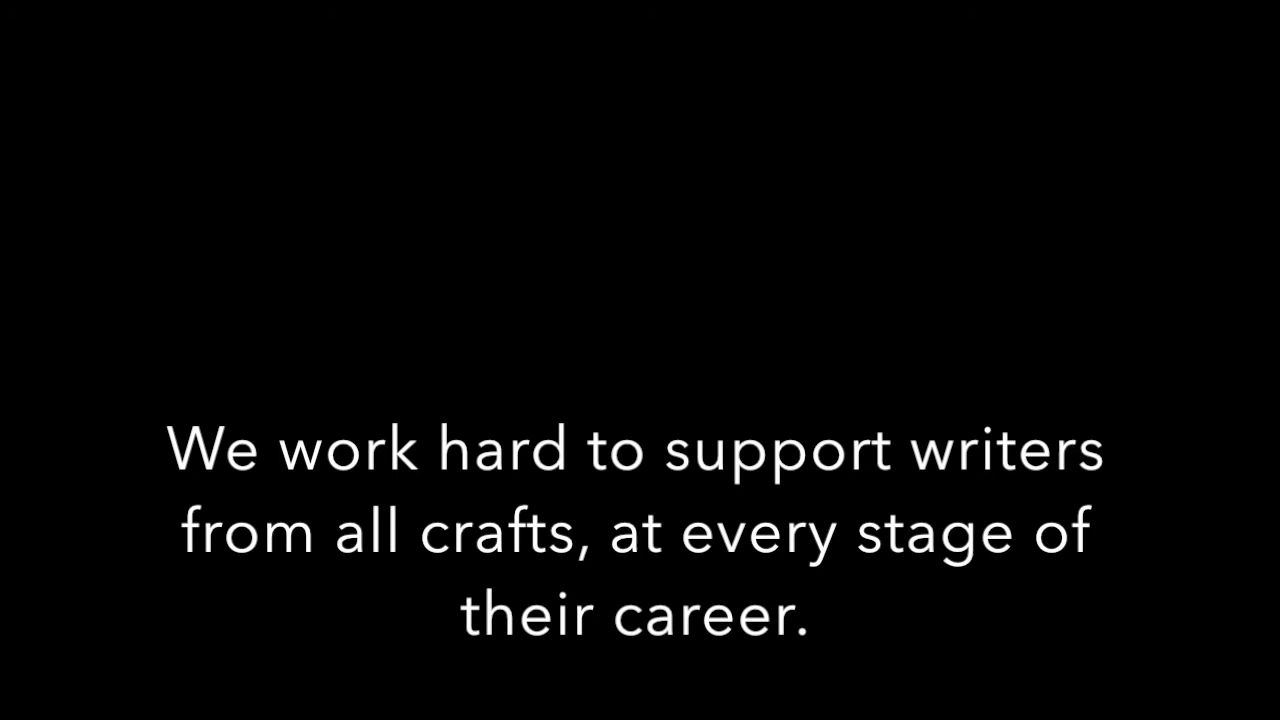 We work hard to support writers
from all crafts, at every stage of
their career.